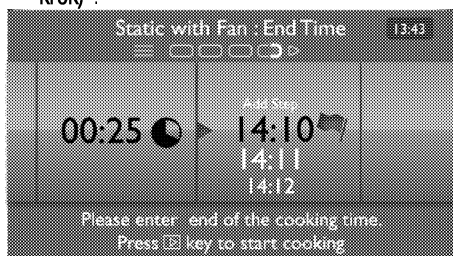 "Kroky".
Static with Fan : End Time
13:43
Add Step
00:25
14:10
14:11
14:12
Please enter end of the cooking time.
Press ▷ key to start cooking